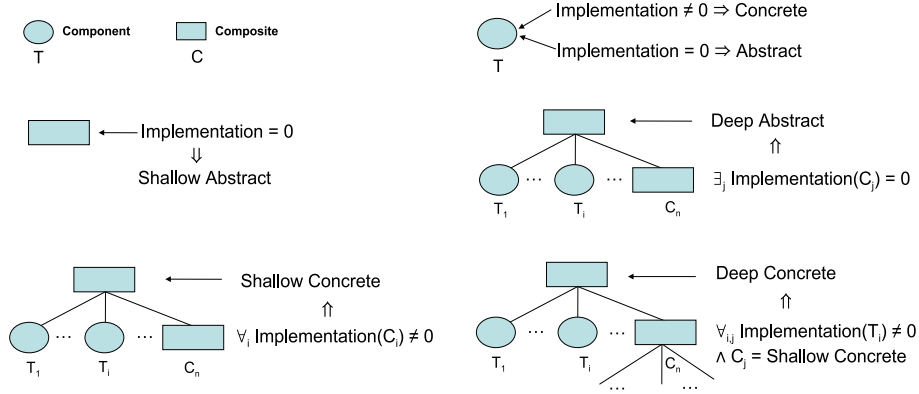 Component
T
Composite
C
Implementation ≠ 0 ⇒ Concrete
Implementation = 0 ⇒ Abstract
T
Implementation = 0
⇓
Shallow Abstract
Deep Abstract
⇑
∃j Implementation(Cj) = 0
T1 ... Ti ... Cn
Shallow Concrete
⇑
∀i Implementation(Ci) ≠ 0
T1 ... Ti ... Cn
Deep Concrete
⇑
∀i,j Implementation(Ti) ≠ 0
∧ Cj = Shallow Concrete
T1 ... Ti ... Cn
... ...